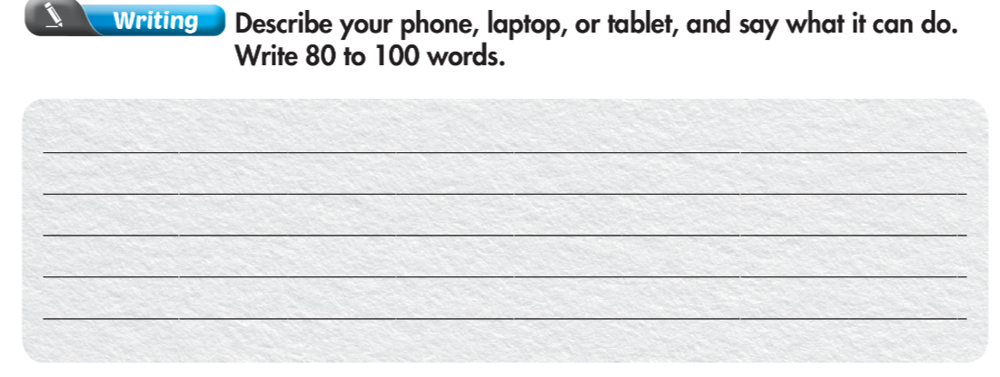 Writing Describe your phone, laptop, or tablet, and say what it can do.
Write 80 to 100 words.